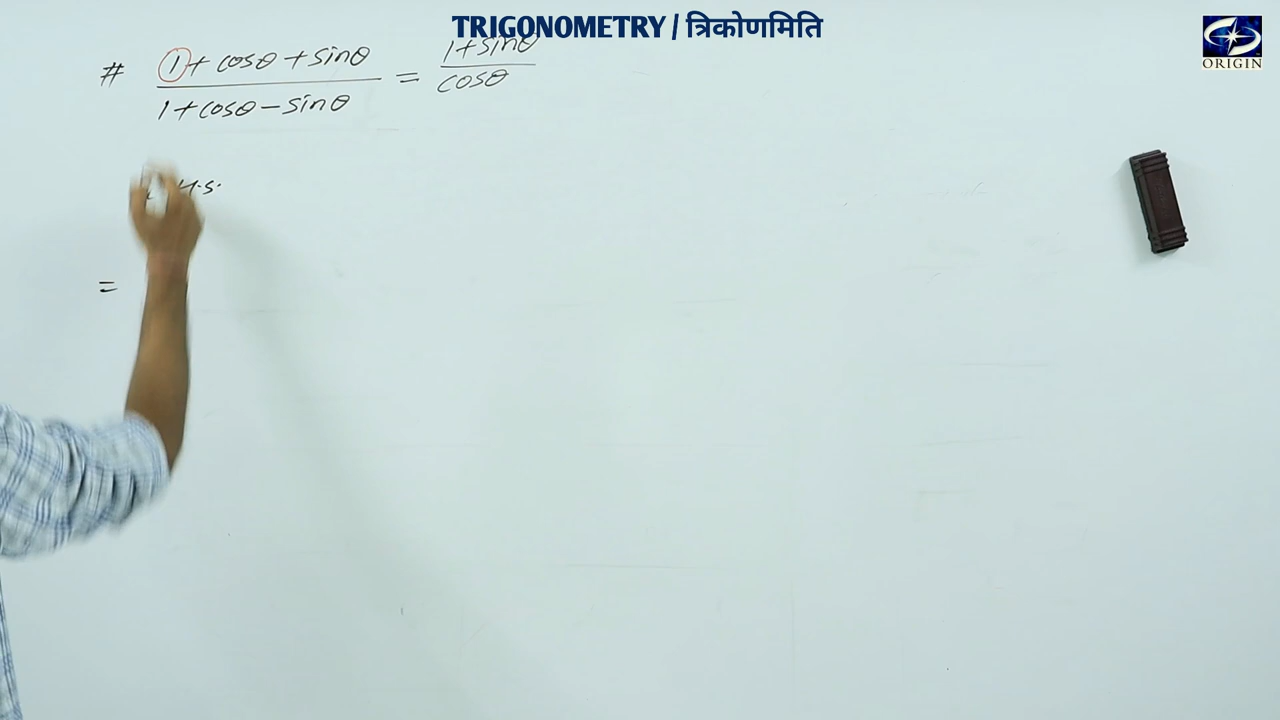 TRIGONOMETRY / त्रिकोणमिति
ORIGIN
# 1 + cosθ + sinθ / 1 + cosθ - sinθ = 1 + sinθ / cosθ
H.S.
=